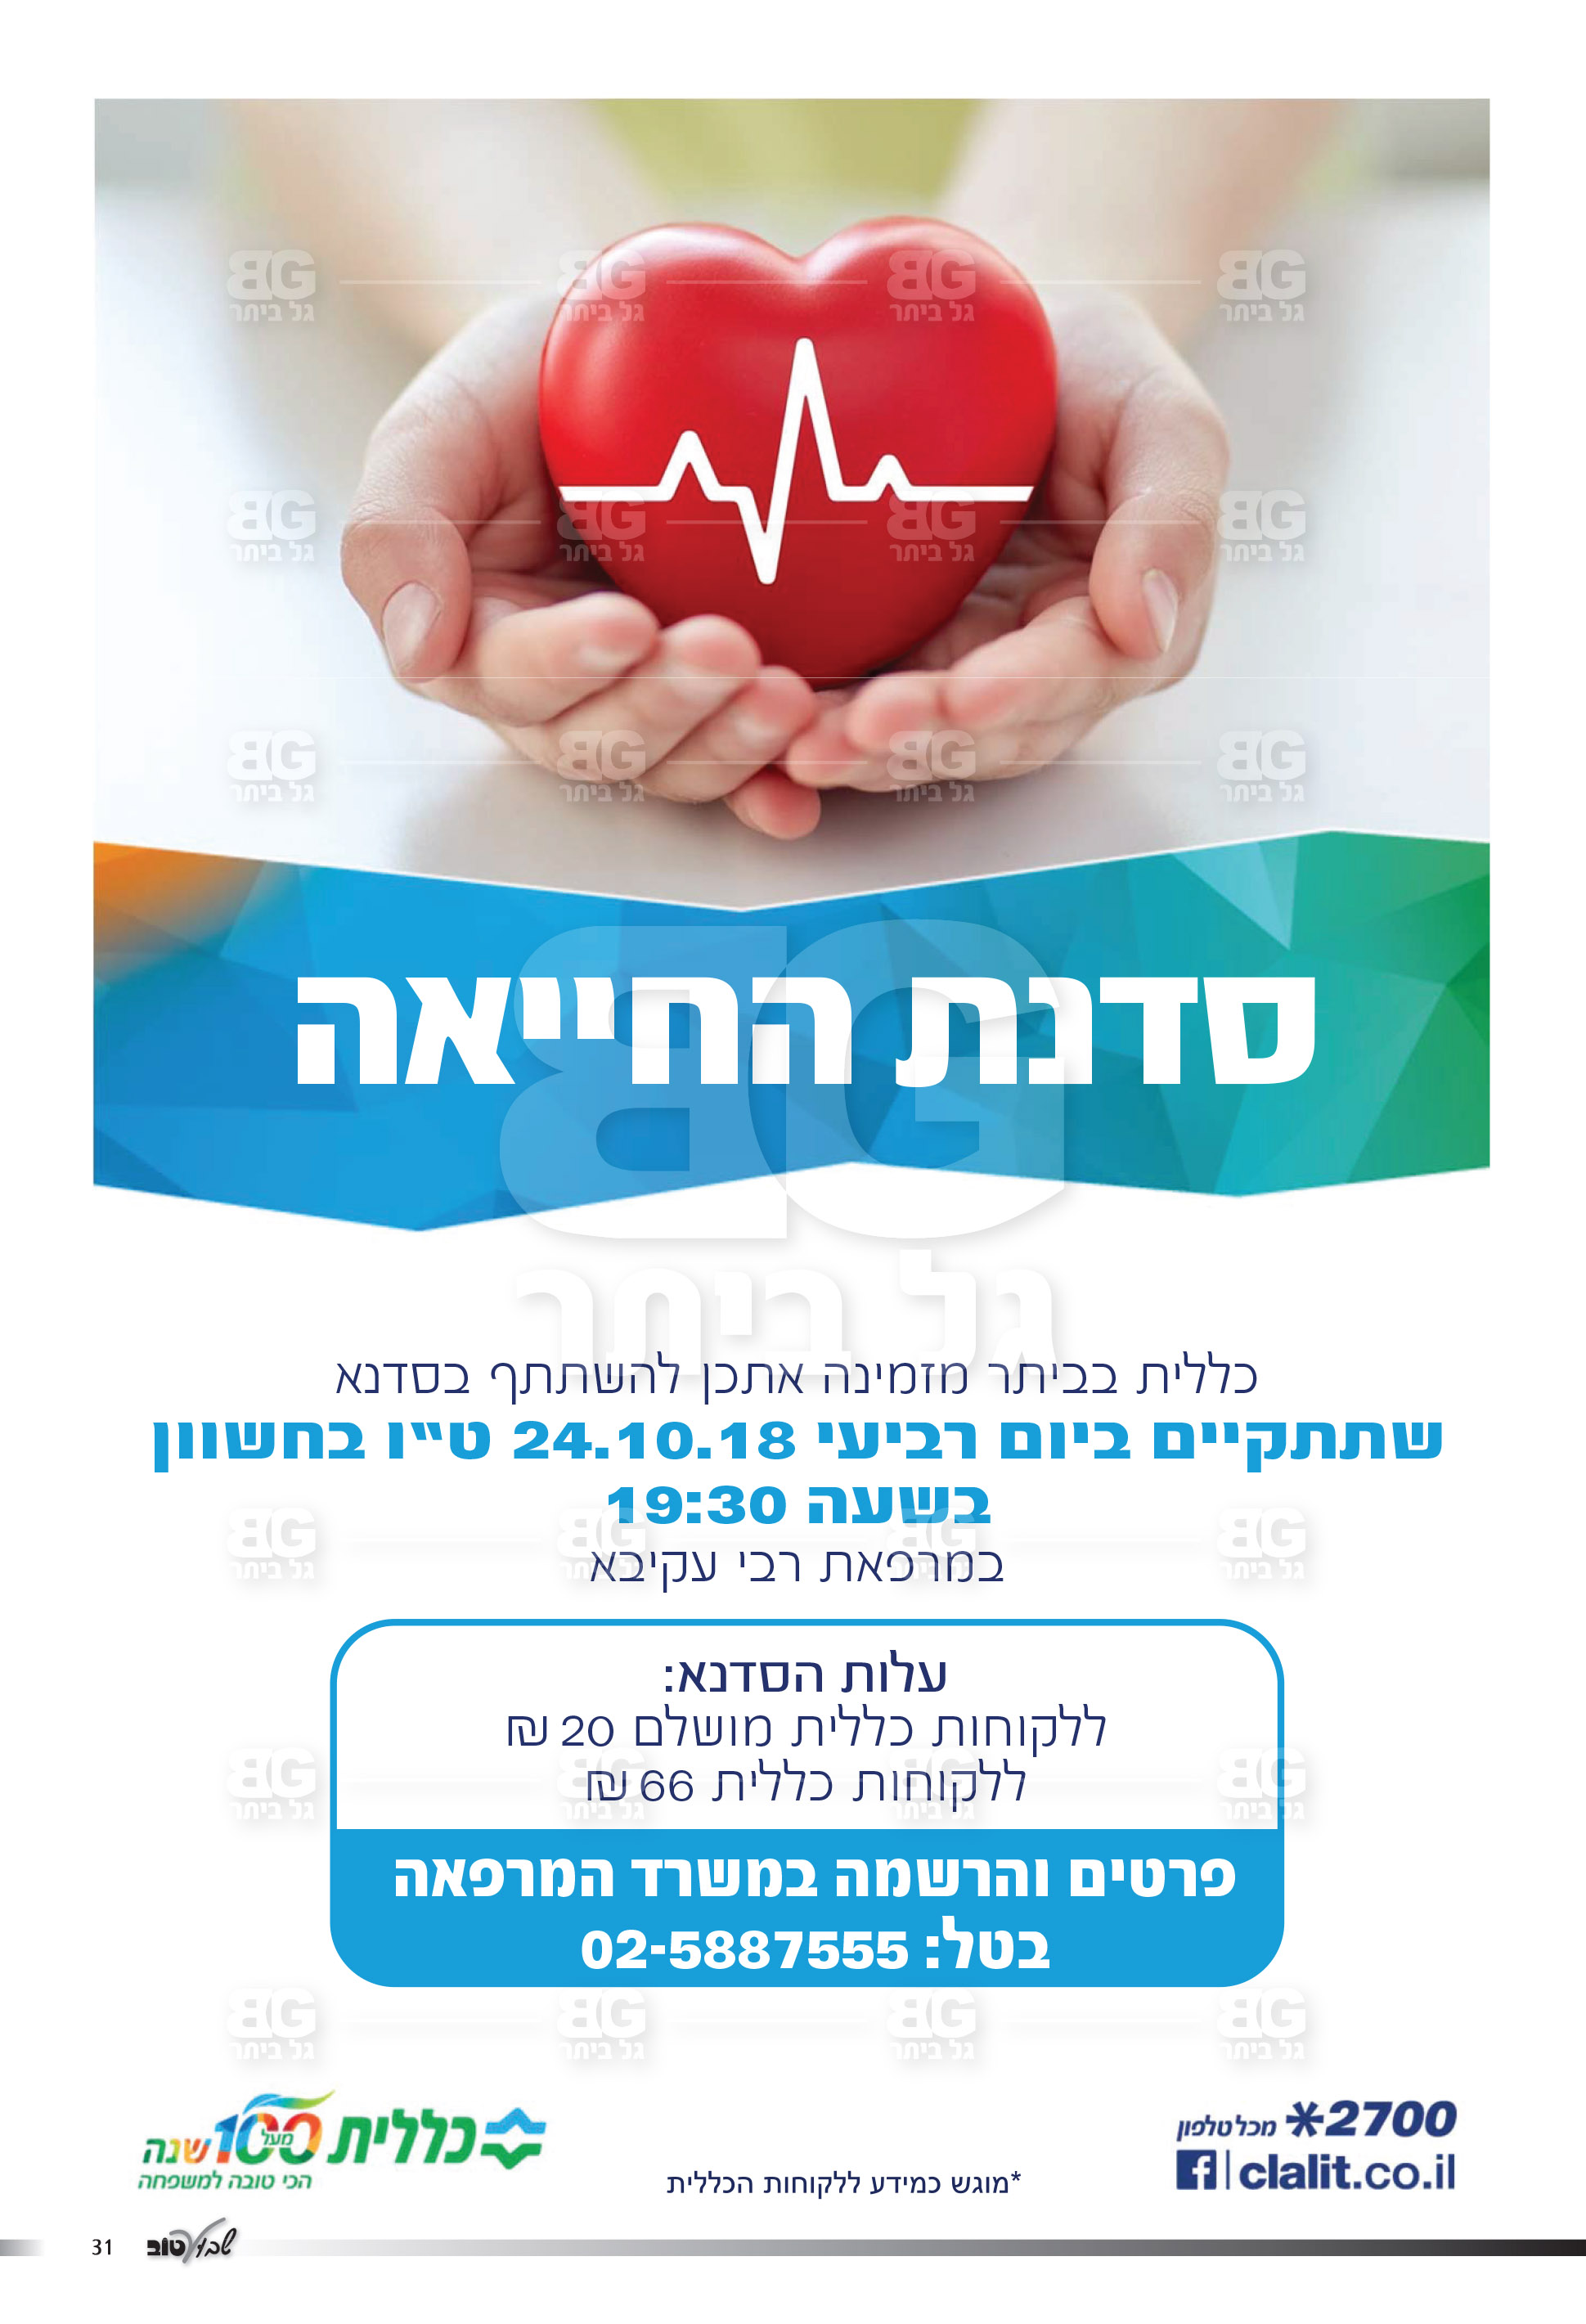 BG
גל ביתר
סדנת החייאה
כללית בביתר מזמינה אתכן להשתתף בסדנא
שתתקיים ביום רביעי 24.10.18 ט"ו בחשוון
בשעה 19:30
במרפאת רבי עקיבא
עלות הסדנא:
ללקוחות כללית מושלם 20 ₪
ללקוחות כללית 66 ₪
פרטים והרשמה במשרד המרפאה
בטל: 02-5887555
כללית מעל 100 שנה
הכי טובה למשפחה
*מוגש כמידע ללקוחות הכללית
*2700 מכל טלפון
clalit.co.il
31 שבוע טוב